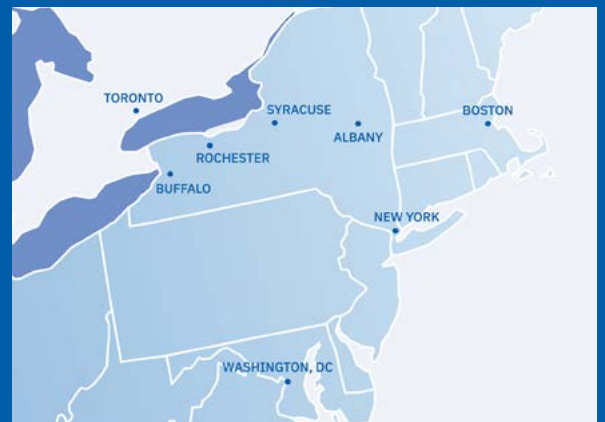 TORONTO
SYRACUSE
BOSTON
ALBANY
ROCHESTER
BUFFALO
NEW YORK
WASHINGTON, DC